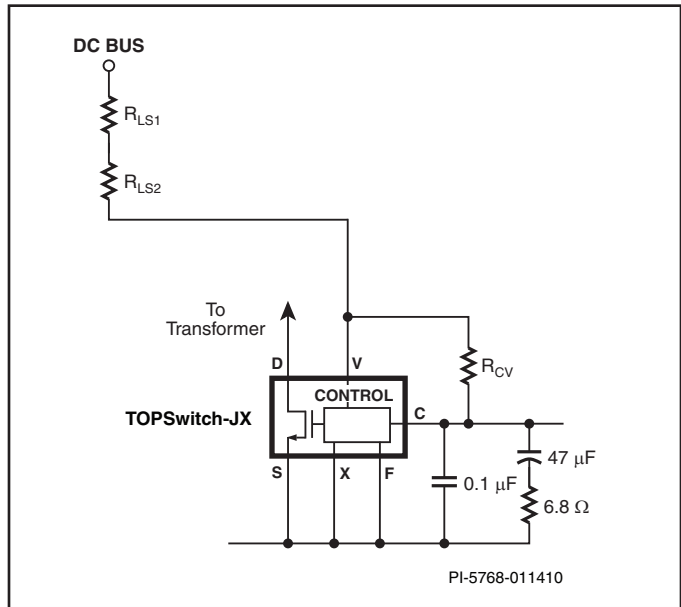 DC BUS
RLS1
RLS2
To
Transformer
D
V
RCV
CONTROL
C
TOPSwitch-JX
S
X
F
0.1 μF
47 μF
6.8 Ω
PI-5768-011410